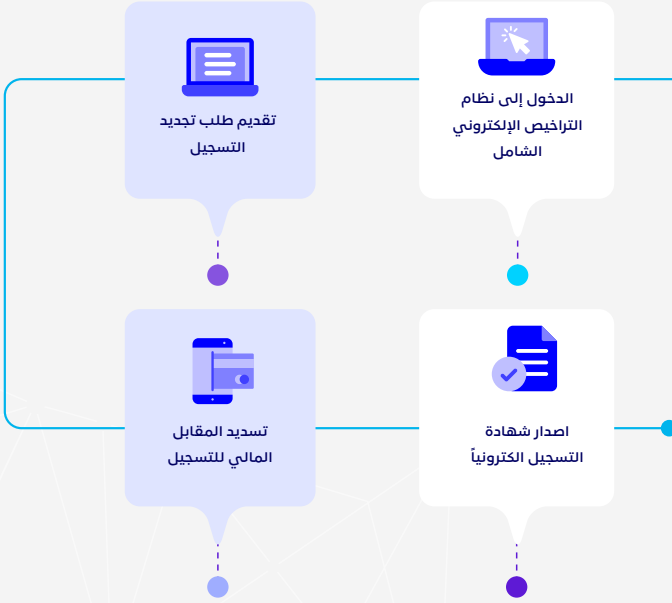 الدخول إلى نظام
التراخيص الإلكتروني
الشامل
تقديم طلب تجديد
التسجيل
تسديد المقابل
المالي للتسجيل
اصدار شهادة
التسجيل الكترونياً